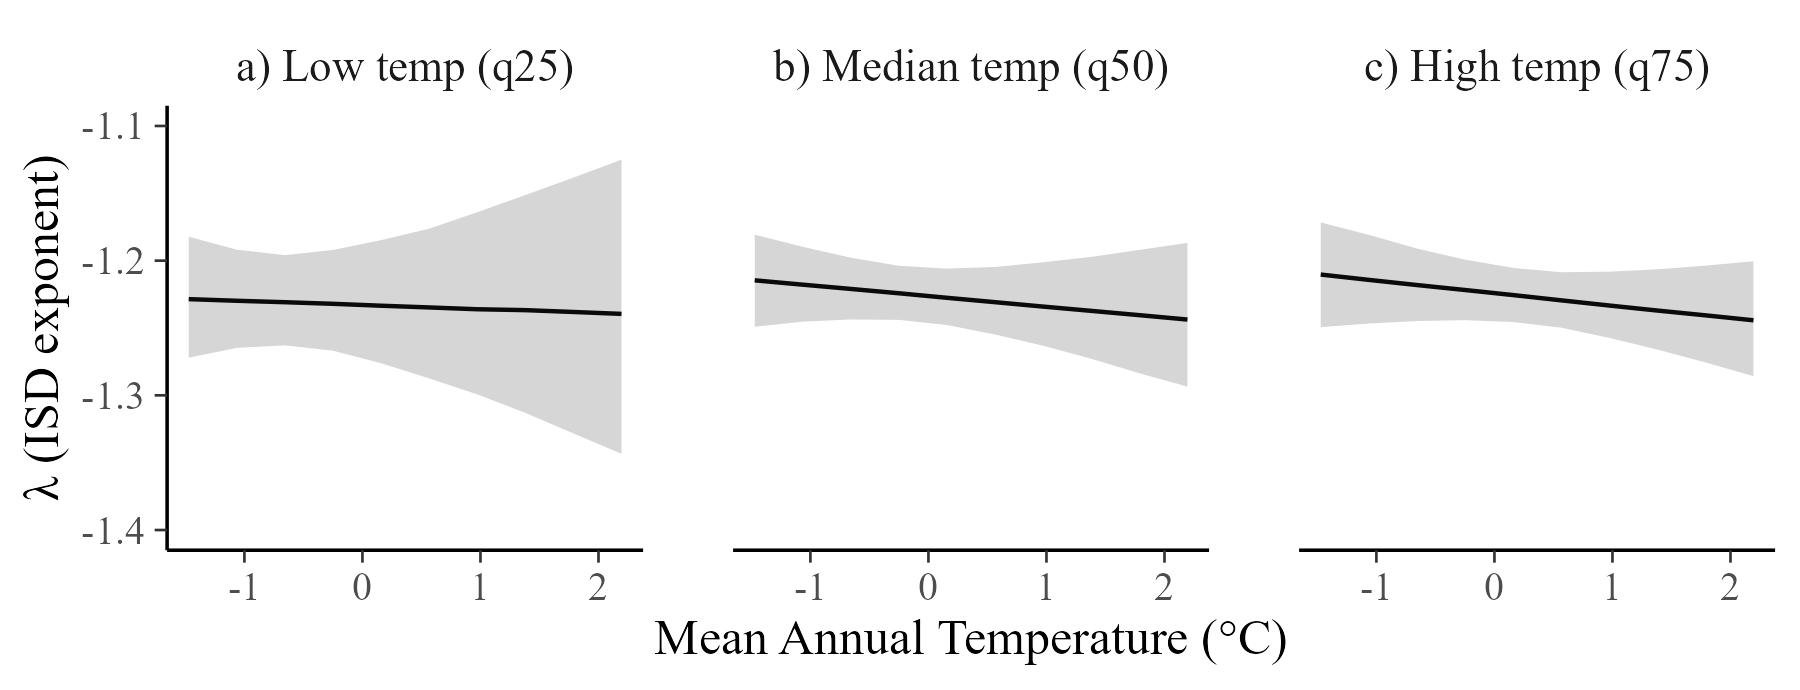 a) Low temp (q25)
b) Median temp (q50)
c) High temp (q75)
λ (ISD exponent)
-1.1
-1.2
-1.3
-1.4
-1 0 1 2
-1 0 1 2
-1 0 1 2
Mean Annual Temperature (°C)